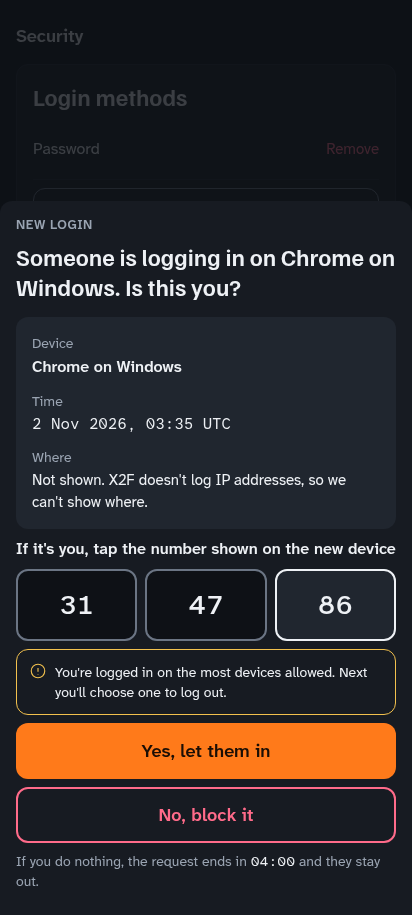 Security
Login methods
Password
Remove
NEW LOGIN
Someone is logging in on Chrome on
Windows. Is this you?
Device
Chrome on Windows
Time
2 Nov 2026, 03:35 UTC
Where
Not shown. X2F doesn't log IP addresses, so we
can't show where.
If it's you, tap the number shown on the new device
31
47
86
You're logged in on the most devices allowed. Next
you'll choose one to log out.
Yes, let them in
No, block it
If you do nothing, the request ends in 04:00 and they stay
out.